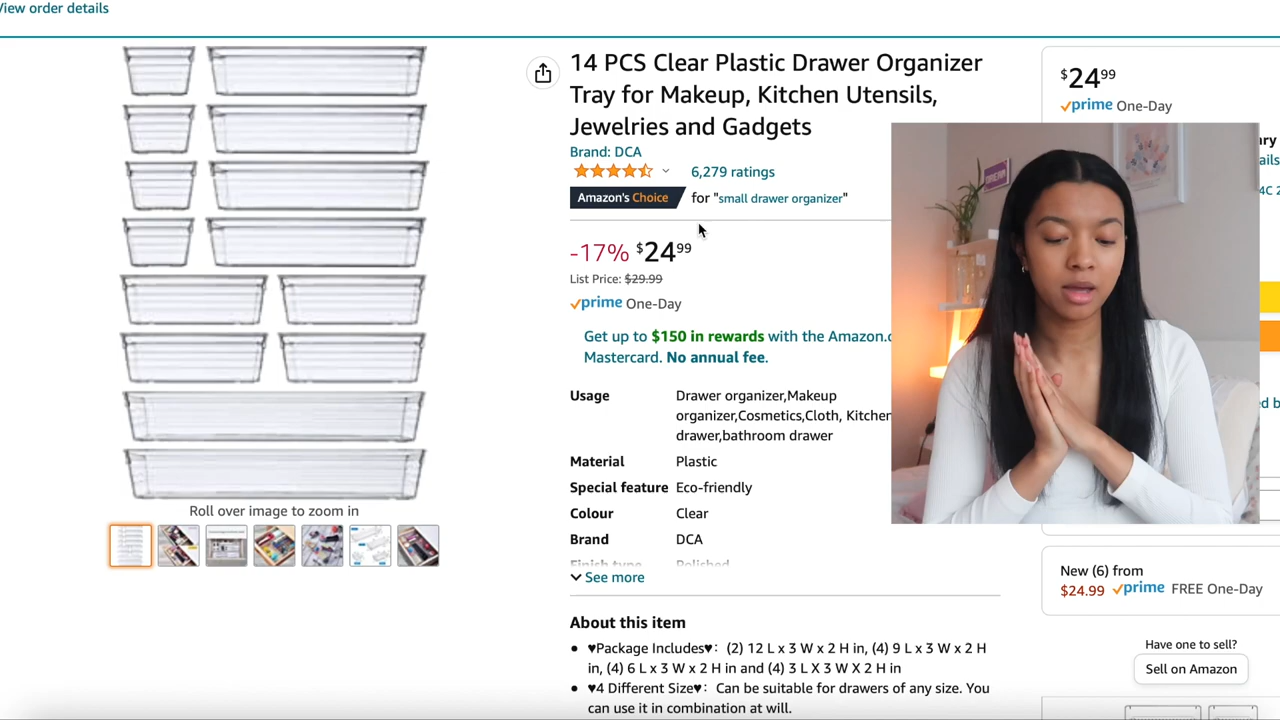 View order details
14 PCS Clear Plastic Drawer Organizer
Tray for Makeup, Kitchen Utensils,
Jewelries and Gadgets
Brand: DCA
6,279 ratings
Amazon's Choice for "small drawer organizer"
-17% $24⁹⁹
List Price: $29.99
prime One-Day
Get up to $150 in rewards with the Amazon.c
Mastercard. No annual fee.
Usage Drawer organizer,Makeup
organizer,Cosmetics,Cloth, Kitchen
drawer,bathroom drawer
Material Plastic
Special feature Eco-friendly
Colour Clear
Brand DCA
Finish type Polished
See more
About this item
♥Package Includes♥: (2) 12 L x 3 W x 2 H in, (4) 9 L x 3 W x 2 H
in, (4) 6 L x 3 W x 2 H in and (4) 3 L X 3 W X 2 H in
♥4 Different Size♥: Can be suitable for drawers of any size. You
can use it in combination at will.
Roll over image to zoom in
$24⁹⁹
prime One-Day
DREAM
New (6) from
$24.99 prime FREE One-Day
Have one to sell?
Sell on Amazon